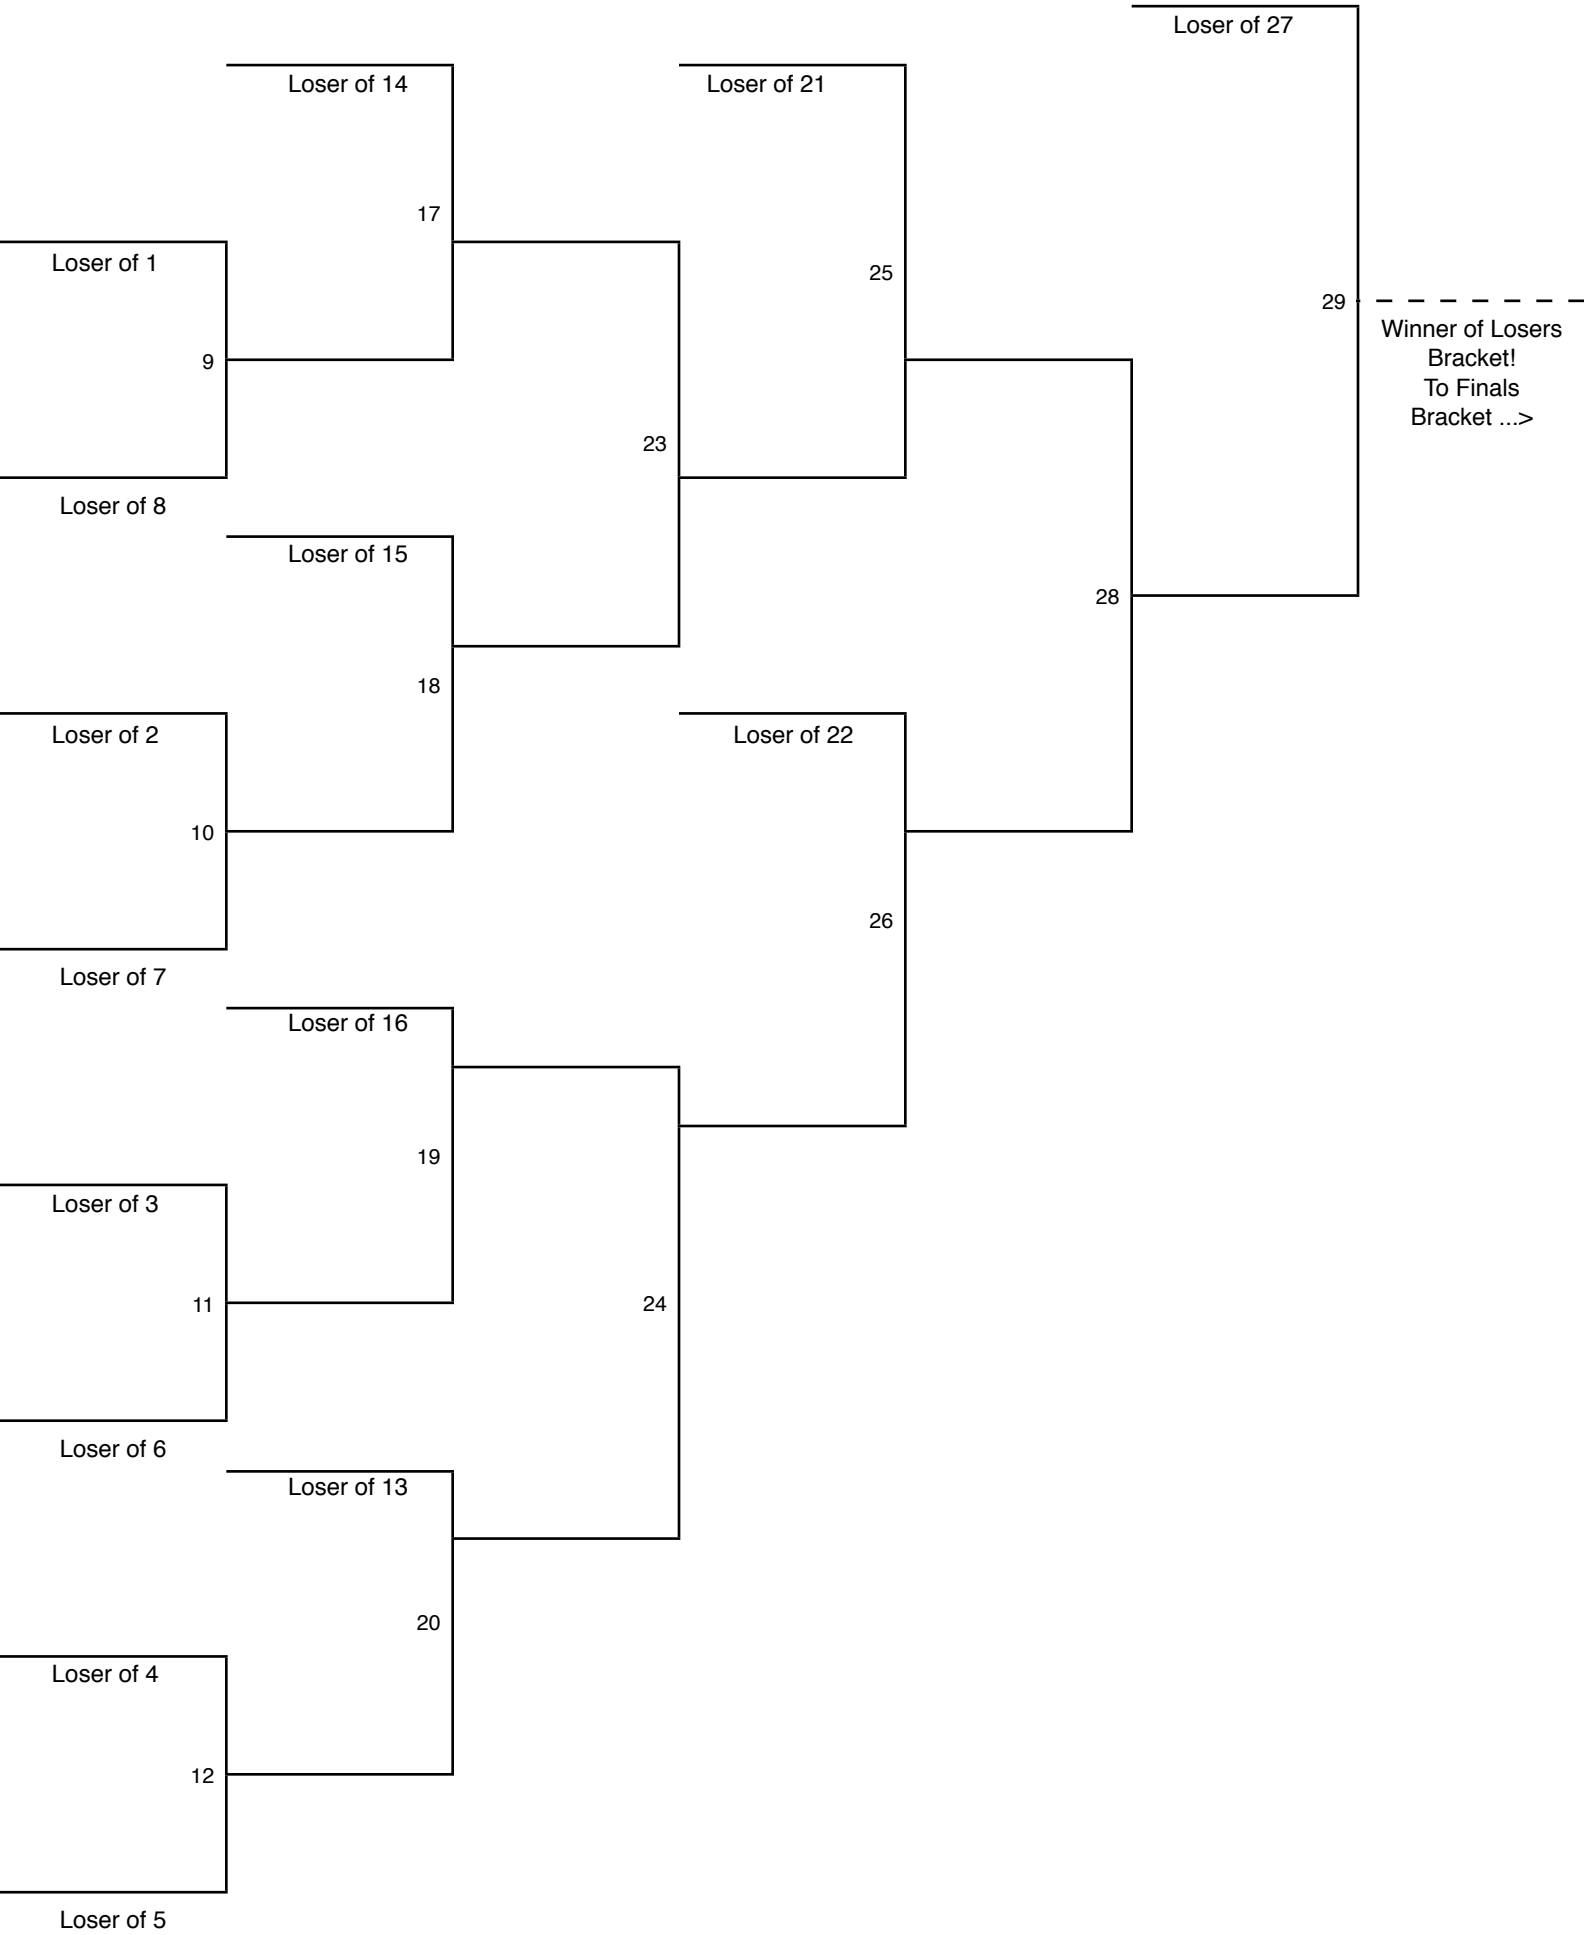 Loser of 27
Loser of 14
Loser of 21
17
Loser of 1
25
29
Winner of Losers
Bracket!
To Finals
Bracket ...>
9
23
Loser of 8
Loser of 15
28
18
Loser of 2
Loser of 22
10
26
Loser of 7
Loser of 16
19
Loser of 3
11
24
Loser of 6
Loser of 13
20
Loser of 4
12
Loser of 5